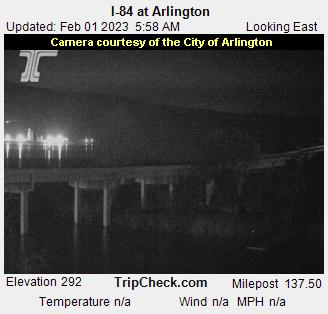 I-84 at Arlington
Updated: Feb 01 2023 5:58 AM Looking East
Camera courtesy of the City of Arlington
Elevation 292 TripCheck.com Milepost 137.50
Temperature n/a Wind n/a MPH n/a